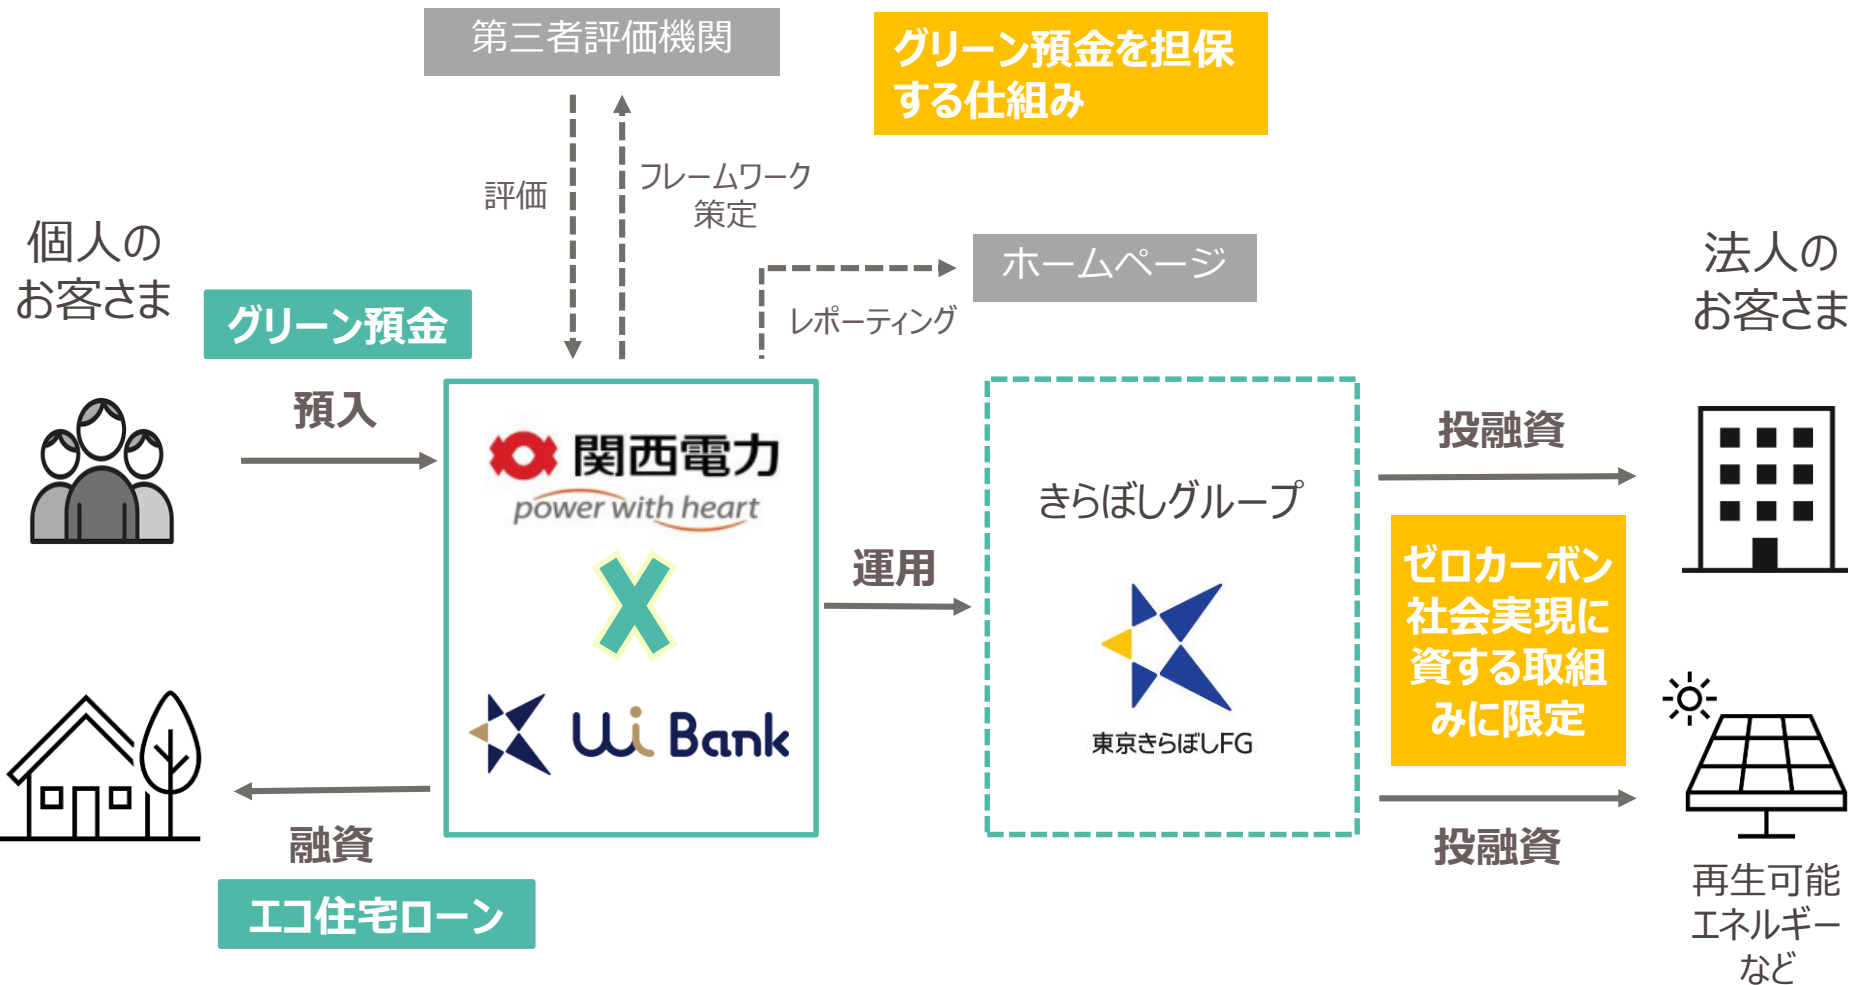 第三者評価機関
グリーン預金を担保
する仕組み
評価
フレームワーク
策定
個人の
お客さま
ホームページ
法人の
お客さま
グリーン預金
レポーティング
預入
関西電力
power with heart
X
UI Bank
融資
エコ住宅ローン
運用
きらぼしグループ
東京きらぼしFG
投融資
ゼロカーボン
社会実現に
資する取組
みに限定
投融資
再生可能
エネルギー
など